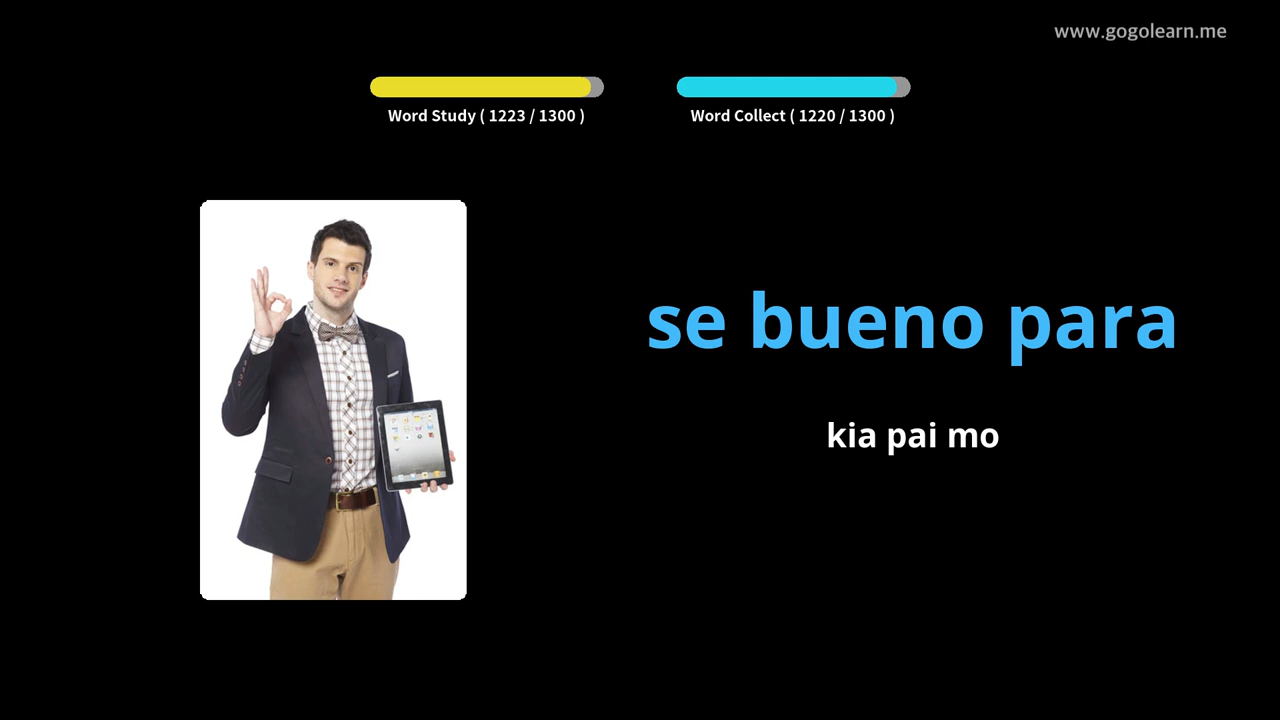 www.gogolearn.me
Word Study ( 1223 / 1300 )
Word Collect ( 1220 / 1300 )
se bueno para
kia pai mo